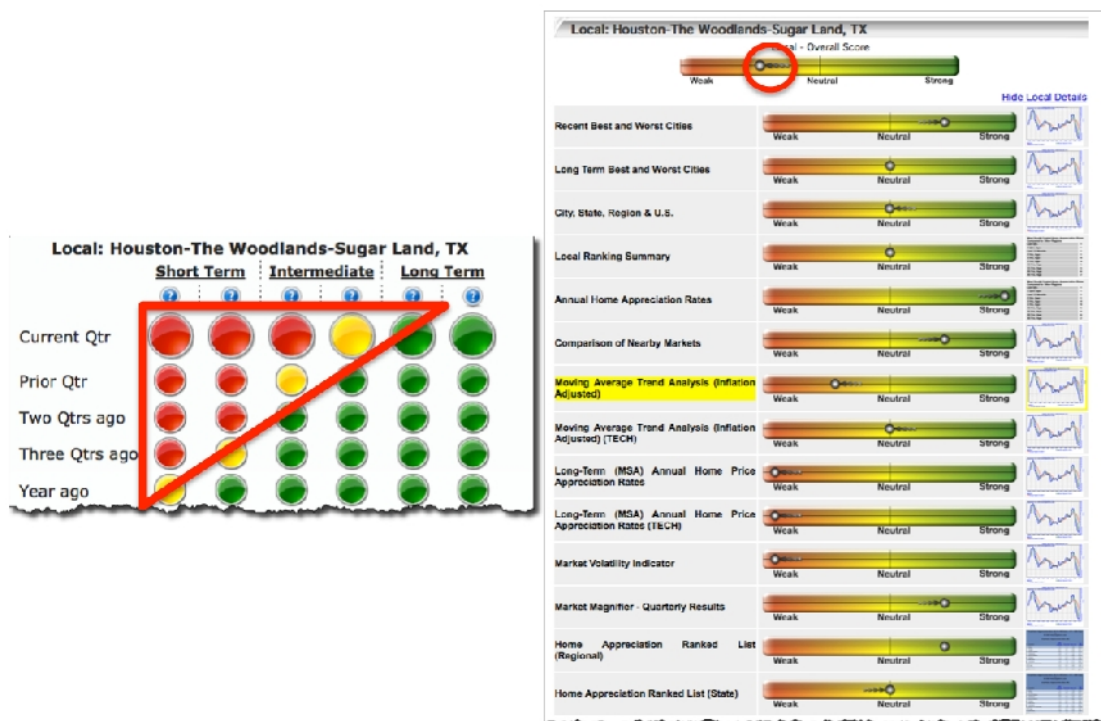 Local: Houston-The Woodlands-Sugar Land, TX
Short Term Intermediate Long Term
? ? ? ? ? ?
Current Qtr
Prior Qtr
Two Qtrs ago
Three Qtrs ago
Year ago
Local: Houston-The Woodlands-Sugar Land, TX
- Overall Score
Weak Neutral Strong
Hide Local Details
Recent Best and Worst Cities
Weak Neutral Strong
Long Term Best and Worst Cities
Weak Neutral Strong
City, State, Region & U.S.
Weak Neutral Strong
Local Ranking Summary
Weak Neutral Strong
Annual Home Appreciation Rates
Weak Neutral Strong
Comparison of Nearby Markets
Weak Neutral Strong
Moving Average Trend Analysis (Inflation
Adjusted)
Weak Neutral Strong
Moving Average Trend Analysis (Inflation
Adjusted) (TECH)
Weak Neutral Strong
Long-Term (MSA) Annual Home Price
Appreciation Rates
Weak Neutral Strong
Long-Term (MSA) Annual Home Price
Appreciation Rates (TECH)
Weak Neutral Strong
Market Volatility Indicator
Weak Neutral Strong
Market Magnifier - Quarterly Results
Weak Neutral Strong
Home Appreciation Ranked List
(Regional)
Weak Neutral Strong
Home Appreciation Ranked List (State)
Weak Neutral Strong